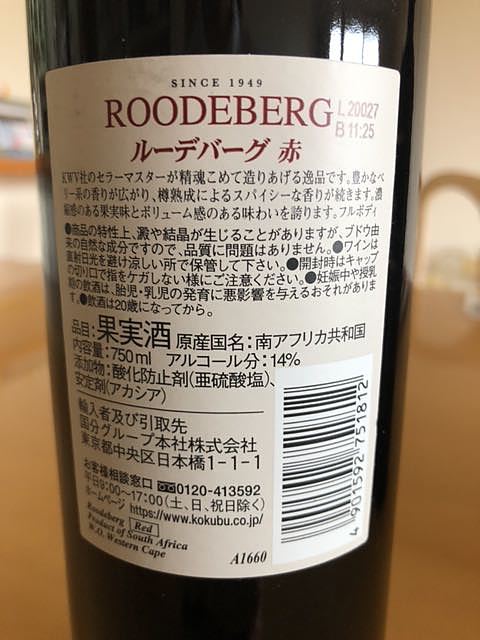 SINCE 1949
ROODEBERG
L20027
B 11:25
ルーデバーグ 赤
KWV社のセラーマスターが精魂こめて造りあげる逸品です。豊かなベ
リー系の香りが広がり、樽熟成によるスパイシーな香りが続きます。濃
縮感のある果実味とボリューム感のある味わいを誇ります。フルボディ
●商品の特性上、澱や結晶が生じることがありますが、ブドウ由
来の自然な成分ですので、品質に問題はありません。●ワインは
直射日光を避け涼しい所で保管して下さい。●開封時はキャップ
の切り口で指をケガしない様にご注意ください。●妊娠中や授乳
期の飲酒は、胎児・乳児の発育に悪影響を与えるおそれがありま
す。●飲酒は20歳になってから。
品目:果実酒 原産国名:南アフリカ共和国
内容量:750ml アルコール分:14%
添加物:酸化防止剤(亜硫酸塩)、
安定剤(アカシア)
輸入者及び引取先
国分グループ本社株式会社
東京都中央区日本橋1-1-1
お客様相談窓口 0120-413592
平日9:00〜17:00(土、日、祝日除く)
ホームページ https://www.kokubu.co.jp/
Roodeberg Red
Product of South Africa
W.O. Western Cape
A1660
4 901592 751812